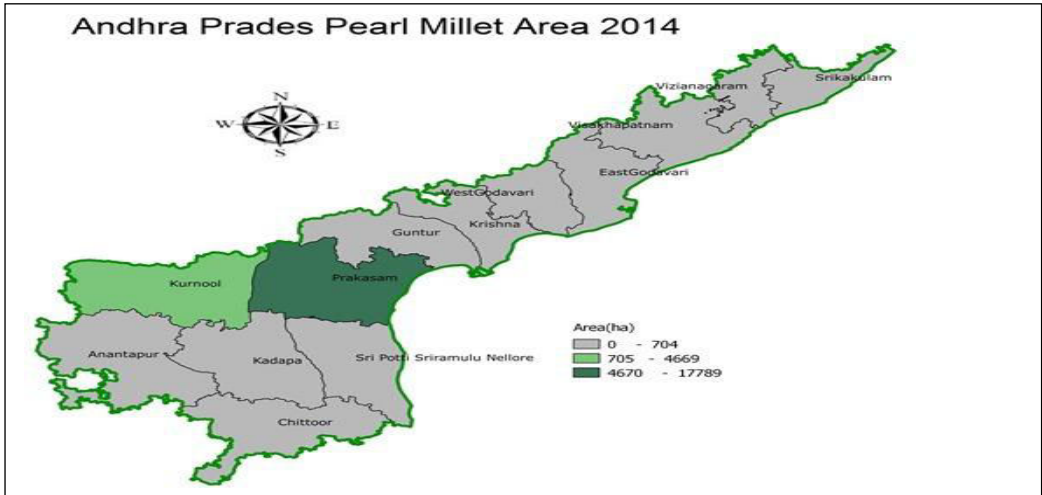 Andhra Prades Pearl Millet Area 2014
N
W E
S
Srikakulam
Vizianagaram
Visakhapatnam
EastGodavari
WestGodavari
Krishna
Guntur
Prakasam
Kurnool
Anantapur
Kadapa
Sri Potti Sriramulu Nellore
Chittoor
Area(ha)
0 - 704
705 - 4669
4670 - 17789